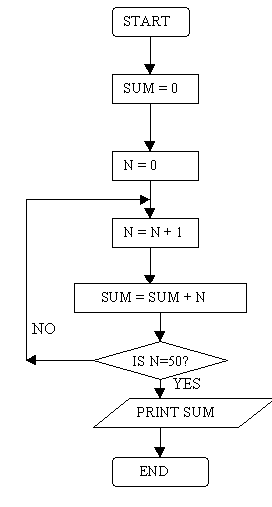 START
SUM = 0
N = 0
N = N + 1
SUM = SUM + N
NO
IS N=50?
YES
PRINT SUM
END